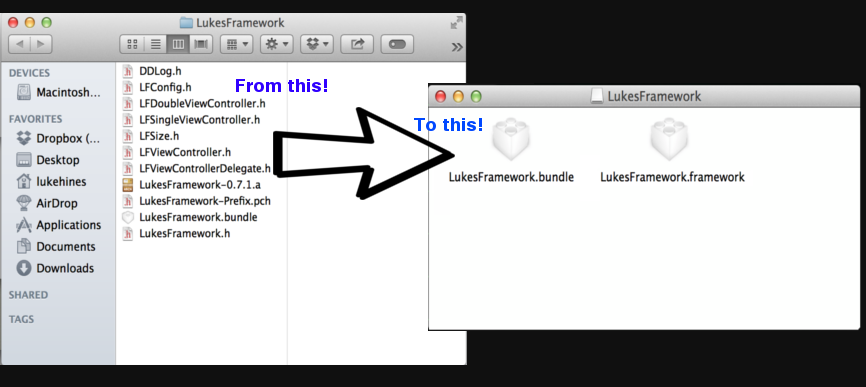 LukesFramework
DEVICES
Macintosh...
FAVORITES
Dropbox (...
Desktop
lukehines
AirDrop
Applications
Documents
Downloads
SHARED
TAGS
DDLog.h
LFConfig.h
LFDoubleViewController.h
LFSingleViewController.h
LFSize.h
LFViewController.h
LFViewControllerDelegate.h
LukesFramework-0.7.1.a
LukesFramework-Prefix.pch
LukesFramework.bundle
LukesFramework.h
From this!
To this!
LukesFramework
LukesFramework.bundle
LukesFramework.framework